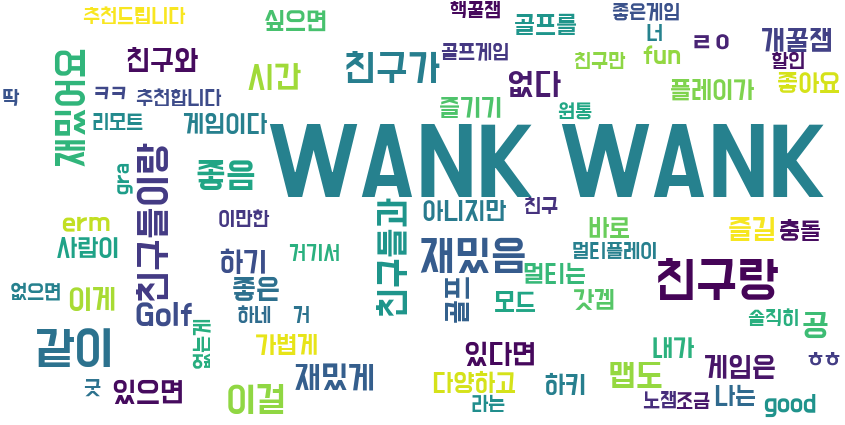 추천드립니다
싶으면
핵꿀잼
골프를
좋은게임
너
ㄹㅇ
개꿀잼
재밌어요
친구와
시간
친구가
골프게임
없다
친구만
fun
할인
딱
ㅋㅋ
추천합니다
즐기기
원통
플레이가
좋아요
리모트
게임이다
WANK WANK
gra
친구들이랑
좋음
erm
이만한
친구들과
아니지만
친구
바로
즐길
충돌
사람이
하기
거기서
재밌음
멀티플레이
없으면
이게
Golf
좋은
골프
멀티는
친구랑
하네
거
모드
갓겜
솔직히
공
같이
없는게
가볍게
있다면
내가
굿
있으면
이걸
재밌게
다양하고
라는
하키
맵도
게임은
ㅎㅎ
노잼조금
나는
good